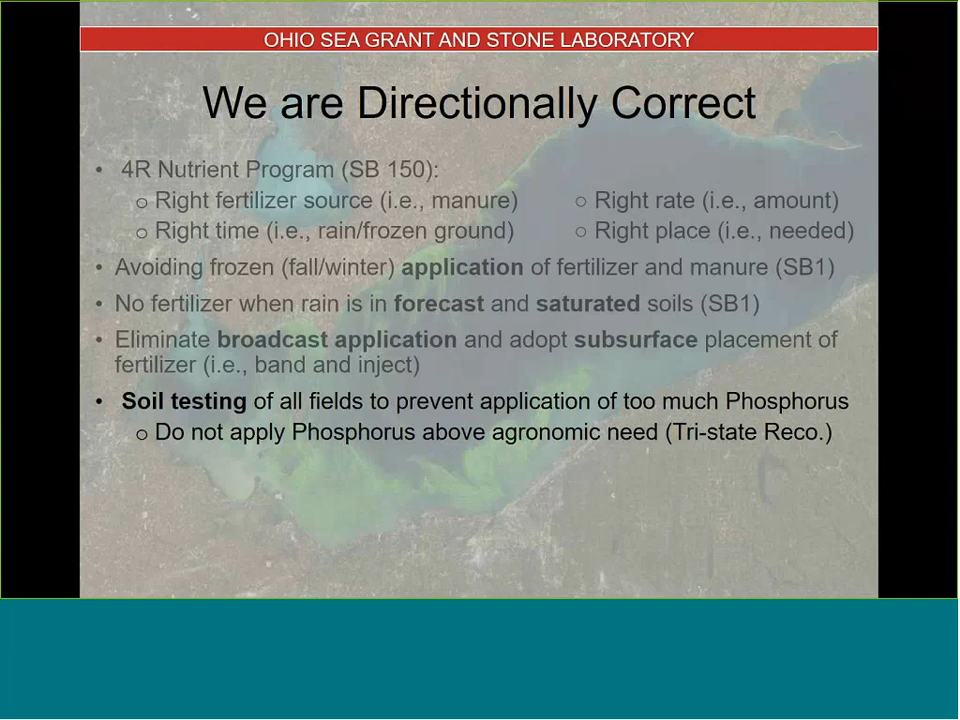 OHIO SEA GRANT AND STONE LABORATORY
We are Directionally Correct
• 4R Nutrient Program (SB 150):
o Right fertilizer source (i.e., manure) ○ Right rate (i.e., amount)
o Right time (i.e., rain/frozen ground) ○ Right place (i.e., needed)
• Avoiding frozen (fall/winter) application of fertilizer and manure (SB1)
• No fertilizer when rain is in forecast and saturated soils (SB1)
• Eliminate broadcast application and adopt subsurface placement of
fertilizer (i.e., band and inject)
• Soil testing of all fields to prevent application of too much Phosphorus
o Do not apply Phosphorus above agronomic need (Tri-state Reco.)